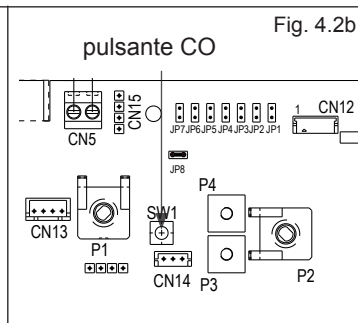 Fig. 4.2b
pulsante CO
CN5
CN15
JP7 JP6 JP5 JP4 JP3 JP2 JP1
1
CN12
JP8
CN13
P1
SW1
P4
CN14
P3
P2